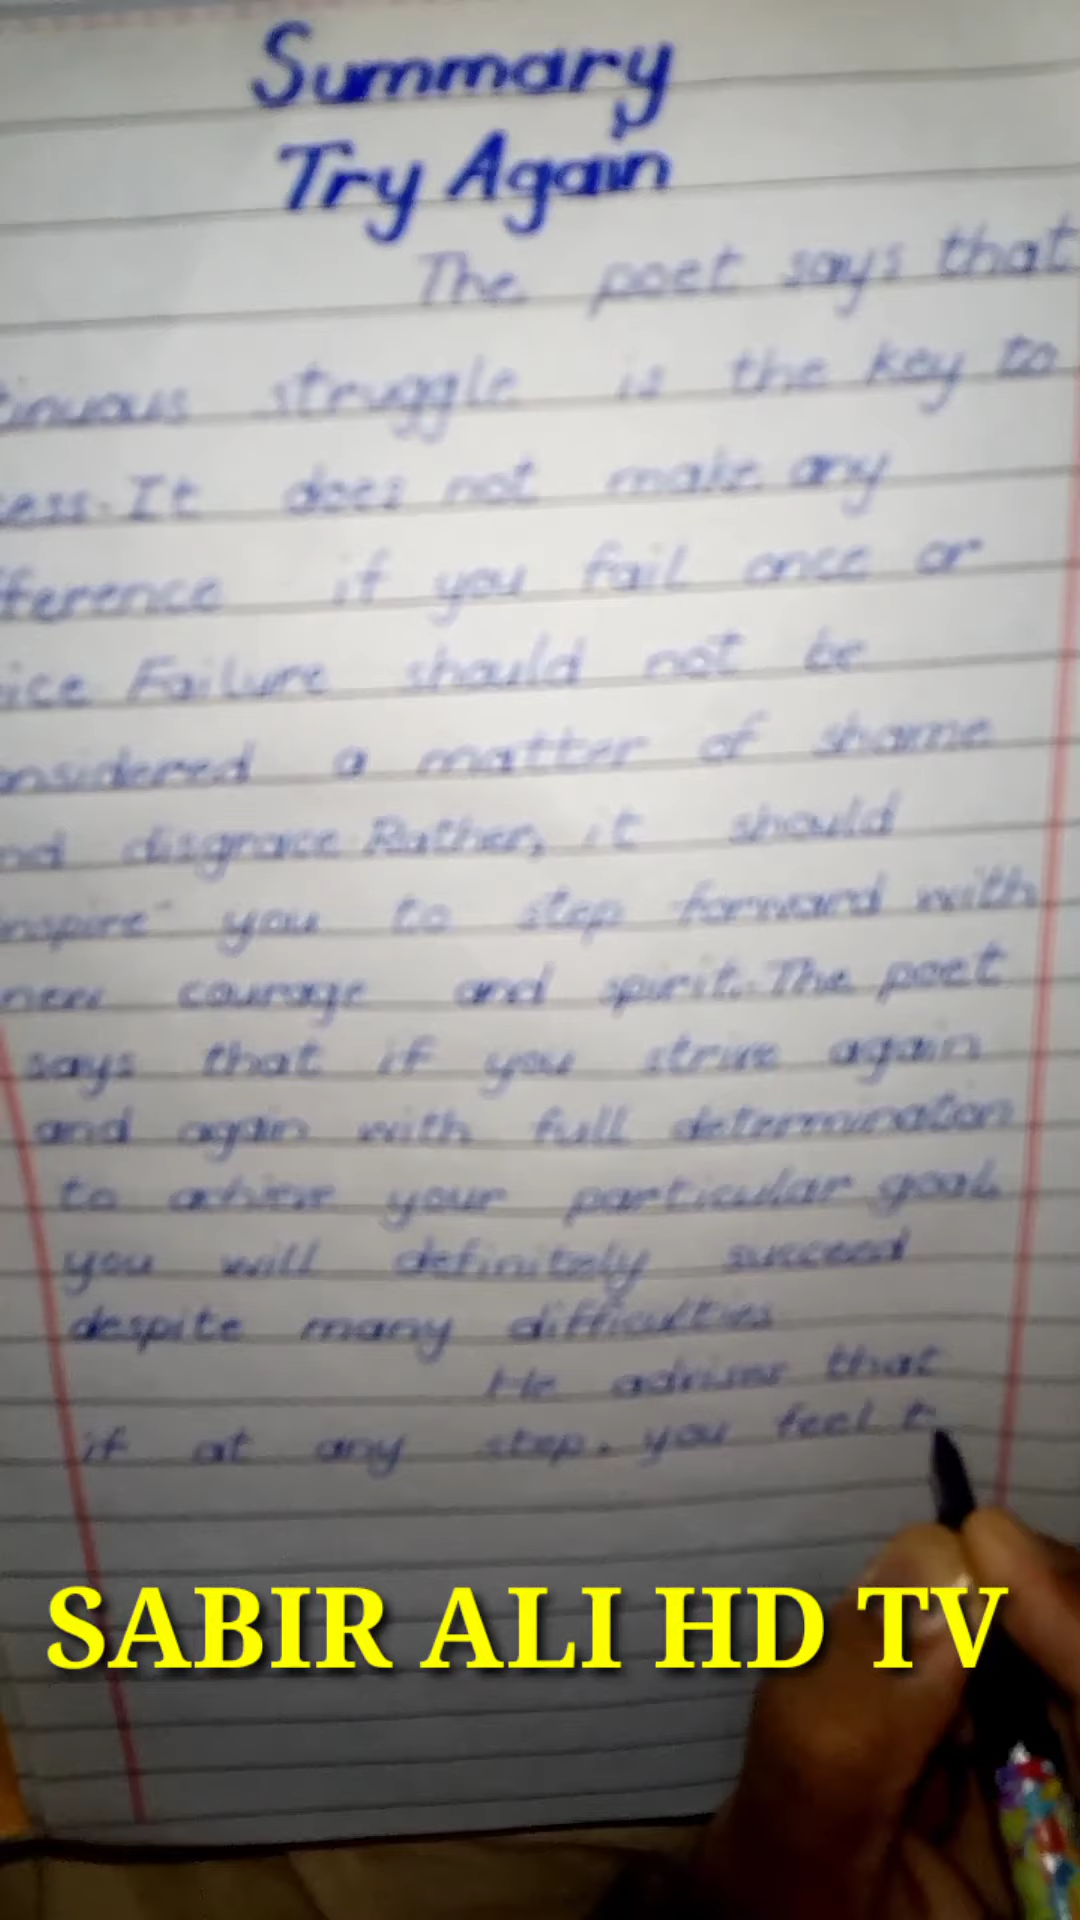 Summary
Try Again
The poet says that
tinuous struggle is the key to
cess. It does not make any
fference if you fail once or
ice Failure should not be
onsidered a matter of shame
nd disgrace Rather, it should
inspire you to step forward with
new courage and spirit. The poet
says that if you strive again
and again with full determination
to achieve your particular goal,
you will definitely succeed
despite many difficulties
He advises that
if at any step, you feel t
SABIR ALI HD TV